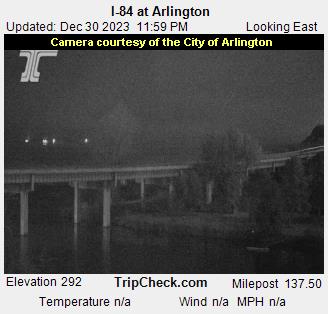 I-84 at Arlington
Updated: Dec 30 2023 11:59 PM Looking East
Camera courtesy of the City of Arlington
Elevation 292 TripCheck.com Milepost 137.50
Temperature n/a Wind n/a MPH n/a